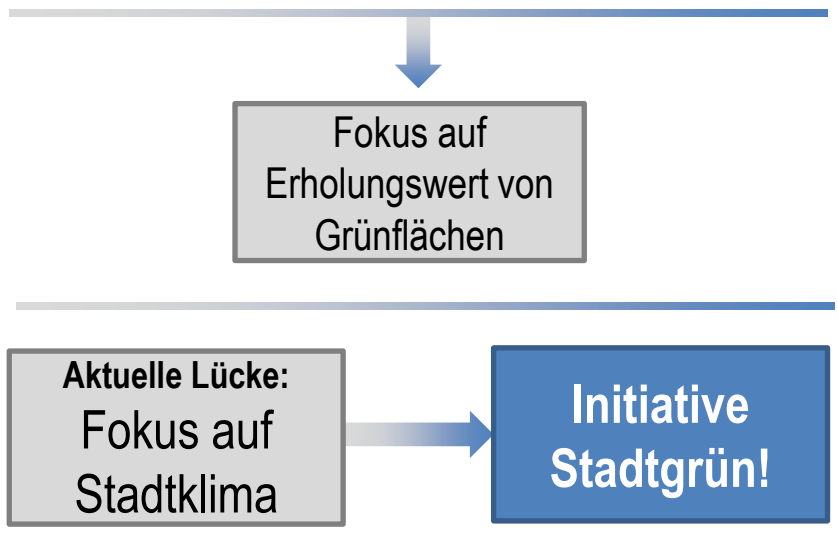 Fokus auf
Erholungswert von
Grünflächen
Aktuelle Lücke:
Fokus auf
Stadtklima
Initiative
Stadtgrün!